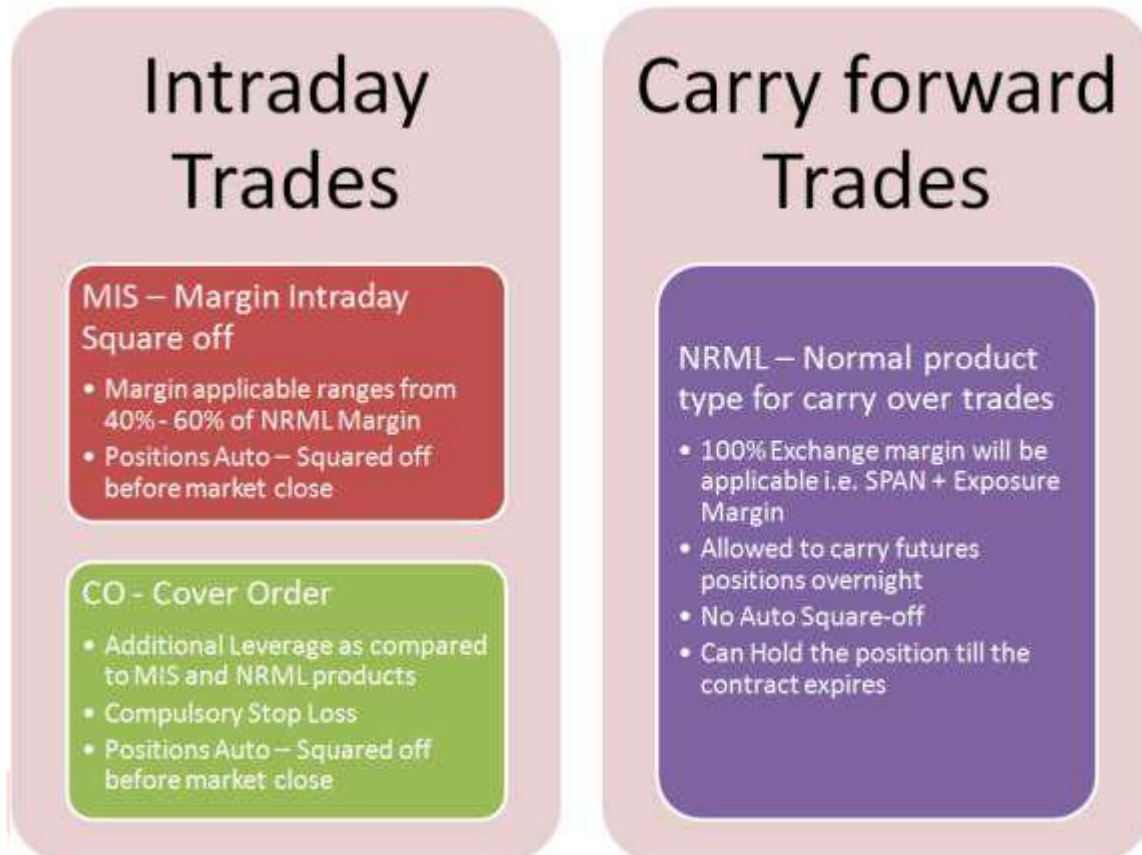 Intraday
Trades
MIS – Margin Intraday
Square off
• Margin applicable ranges from
40% - 60% of NRML Margin
• Positions Auto – Squared off
before market close
CO - Cover Order
• Additional Leverage as compared
to MIS and NRML products
• Compulsory Stop Loss
• Positions Auto – Squared off
before market close
Carry forward
Trades
NRML – Normal product
type for carry over trades
• 100% Exchange margin will be
applicable i.e. SPAN + Exposure
Margin
• Allowed to carry futures
positions overnight
• No Auto Square-off
• Can Hold the position till the
contract expires